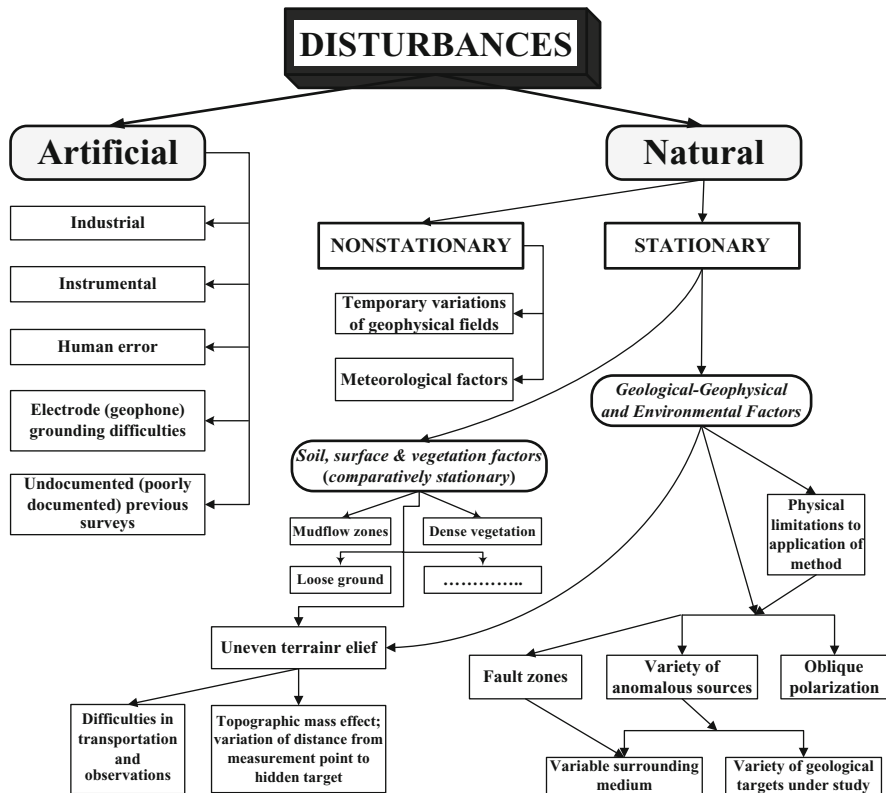 DISTURBANCES
Artificial
Natural
Industrial
Instrumental
Human error
Electrode (geophone)
grounding difficulties
Undocumented (poorly
documented) previous
surveys
NONSTATIONARY
STATIONARY
Temporary variations
of geophysical fields
Meteorological factors
Geological-Geophysical
and Environmental Factors
Soil, surface & vegetation factors
(comparatively stationary)
Mudflow zones
Dense vegetation
Loose ground
…………..
Physical
limitations to
application of
method
Uneven terrainr elief
Fault zones
Variety of
anomalous sources
Oblique
polarization
Difficulties in
transportation
and
observations
Topographic mass effect;
variation of distance from
measurement point to
hidden target
Variable surrounding
medium
Variety of geological
targets under study